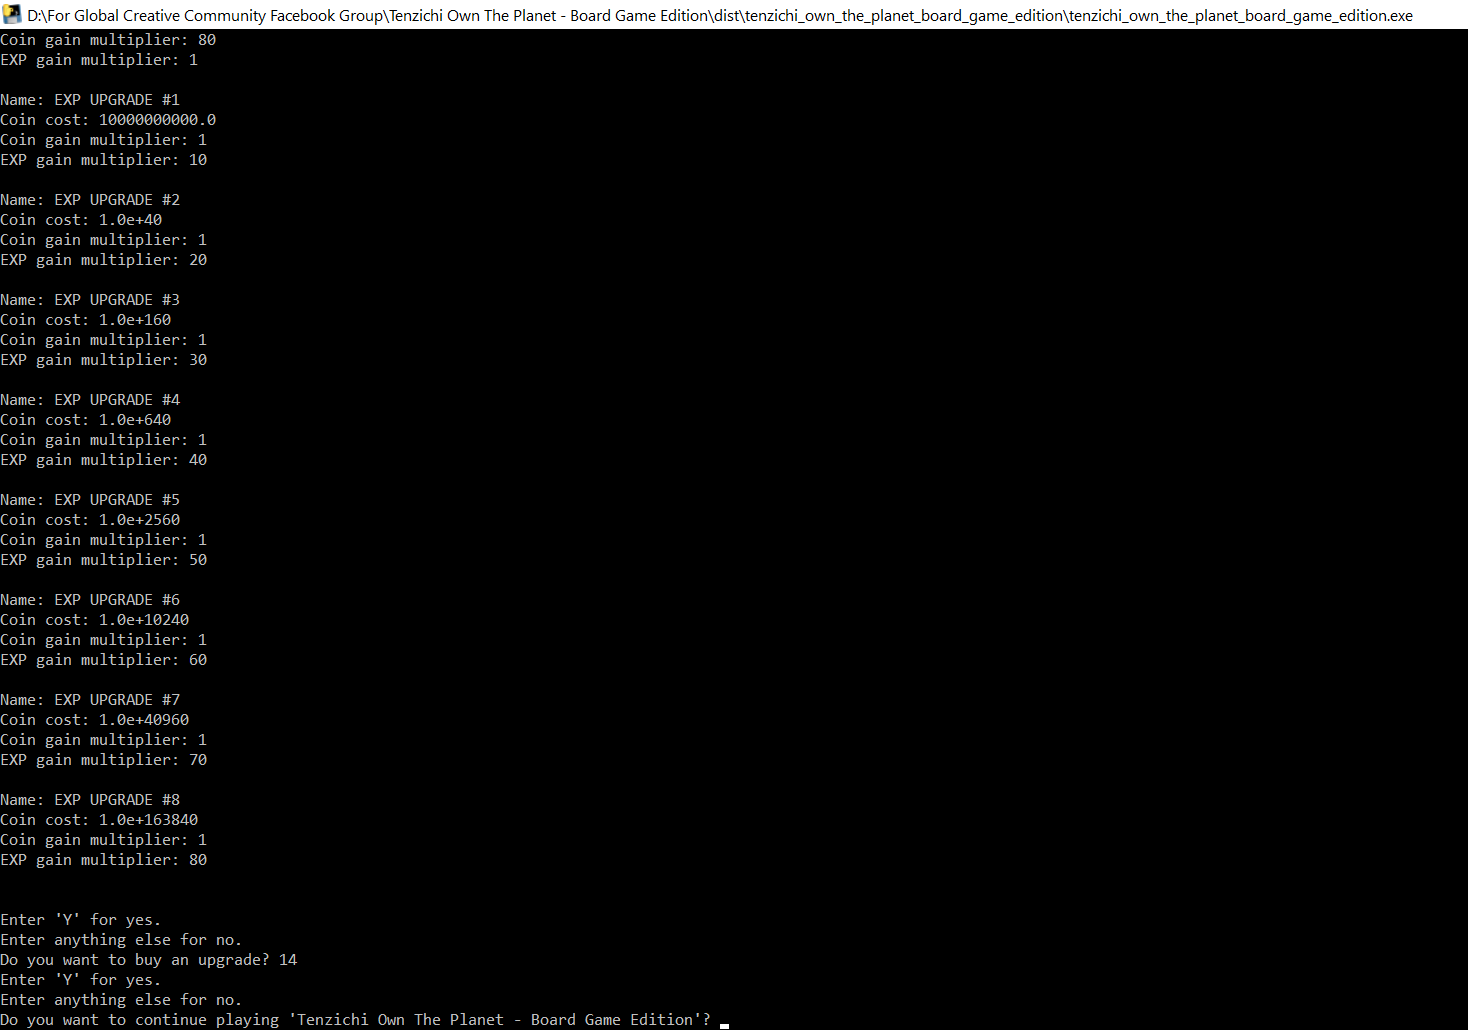 D:\For Global Creative Community Facebook Group\Tenzichi Own The Planet - Board Game Edition\dist\tenzichi_own_the_planet_board_game_edition\tenzichi_own_the_planet_board_game_edition.exe
Coin gain multiplier: 80
EXP gain multiplier: 1
Name: EXP UPGRADE #1
Coin cost: 10000000000.0
Coin gain multiplier: 1
EXP gain multiplier: 10
Name: EXP UPGRADE #2
Coin cost: 1.0e+40
Coin gain multiplier: 1
EXP gain multiplier: 20
Name: EXP UPGRADE #3
Coin cost: 1.0e+160
Coin gain multiplier: 1
EXP gain multiplier: 30
Name: EXP UPGRADE #4
Coin cost: 1.0e+640
Coin gain multiplier: 1
EXP gain multiplier: 40
Name: EXP UPGRADE #5
Coin cost: 1.0e+2560
Coin gain multiplier: 1
EXP gain multiplier: 50
Name: EXP UPGRADE #6
Coin cost: 1.0e+10240
Coin gain multiplier: 1
EXP gain multiplier: 60
Name: EXP UPGRADE #7
Coin cost: 1.0e+40960
Coin gain multiplier: 1
EXP gain multiplier: 70
Name: EXP UPGRADE #8
Coin cost: 1.0e+163840
Coin gain multiplier: 1
EXP gain multiplier: 80
Enter 'Y' for yes.
Enter anything else for no.
Do you want to buy an upgrade? 14
Enter 'Y' for yes.
Enter anything else for no.
Do you want to continue playing 'Tenzichi Own The Planet - Board Game Edition'?